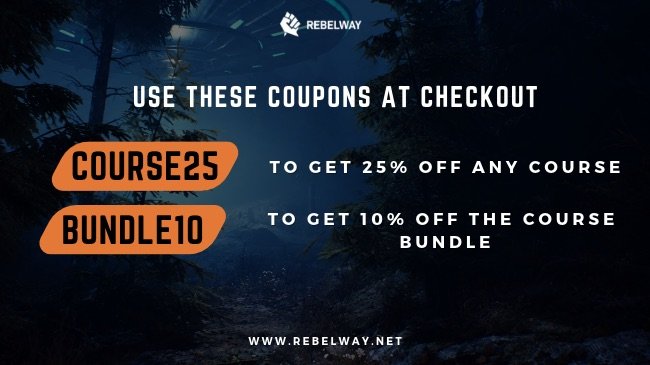 REBELWAY
USE THESE COUPONS AT CHECKOUT
COURSE25 TO GET 25% OFF ANY COURSE
BUNDLE10 TO GET 10% OFF THE COURSE
BUNDLE
WWW.REBELWAY.NET